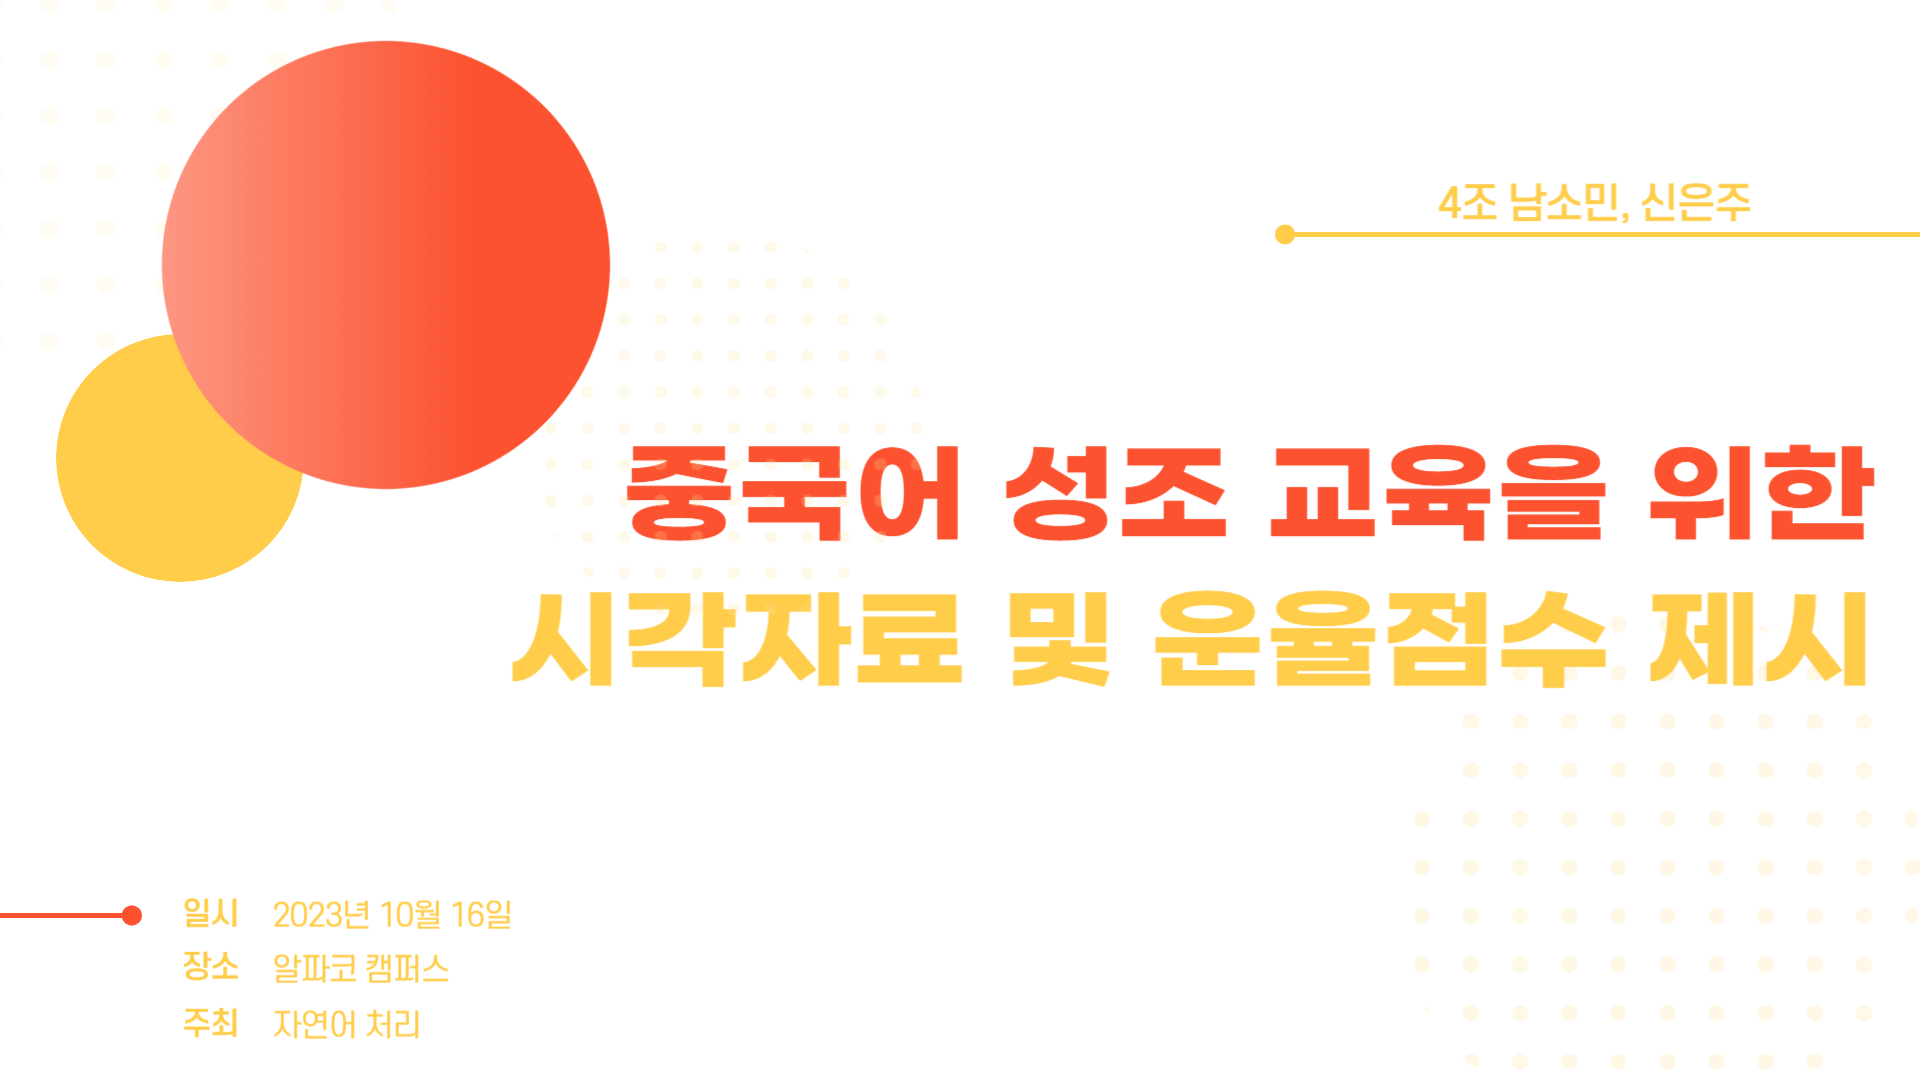 4조 남소민, 신은주
중국어 성조 교육을 위한
시각자료 및 운율점수 제시
일시 2023년 10월 16일
장소 알파코 캠퍼스
주최 자연어 처리